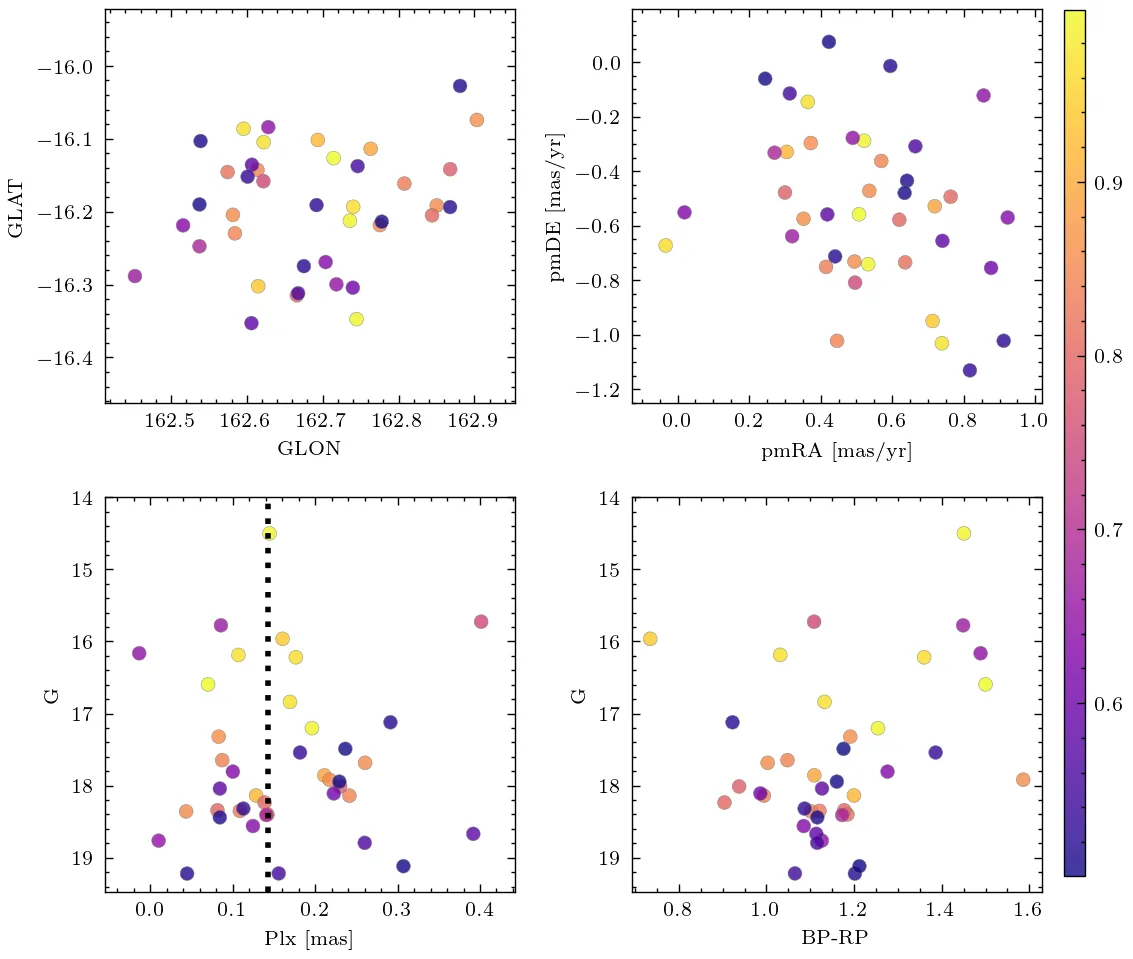 −16.0
−16.1
−16.2
−16.3
−16.4
GLAT
162.5 162.6 162.7 162.8 162.9
GLON
0.0
−0.2
−0.4
−0.6
−0.8
−1.0
−1.2
pmDE [mas/yr]
0.0 0.2 0.4 0.6 0.8 1.0
pmRA [mas/yr]
0.9
0.8
0.7
0.6
14
15
16
17
18
19
G
0.0 0.1 0.2 0.3 0.4
Plx [mas]
14
15
16
17
18
19
G
0.8 1.0 1.2 1.4 1.6
BP-RP